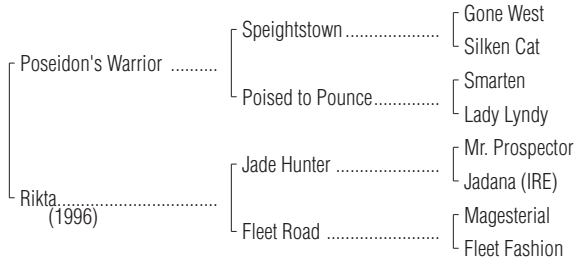 Gone West
Speightstown
Silken Cat
Poseidon's Warrior
Smarten
Poised to Pounce
Lady Lyndy
Mr. Prospector
Jade Hunter
Jadana (IRE)
Rikta
(1996)
Magesterial
Fleet Road
Fleet Fashion